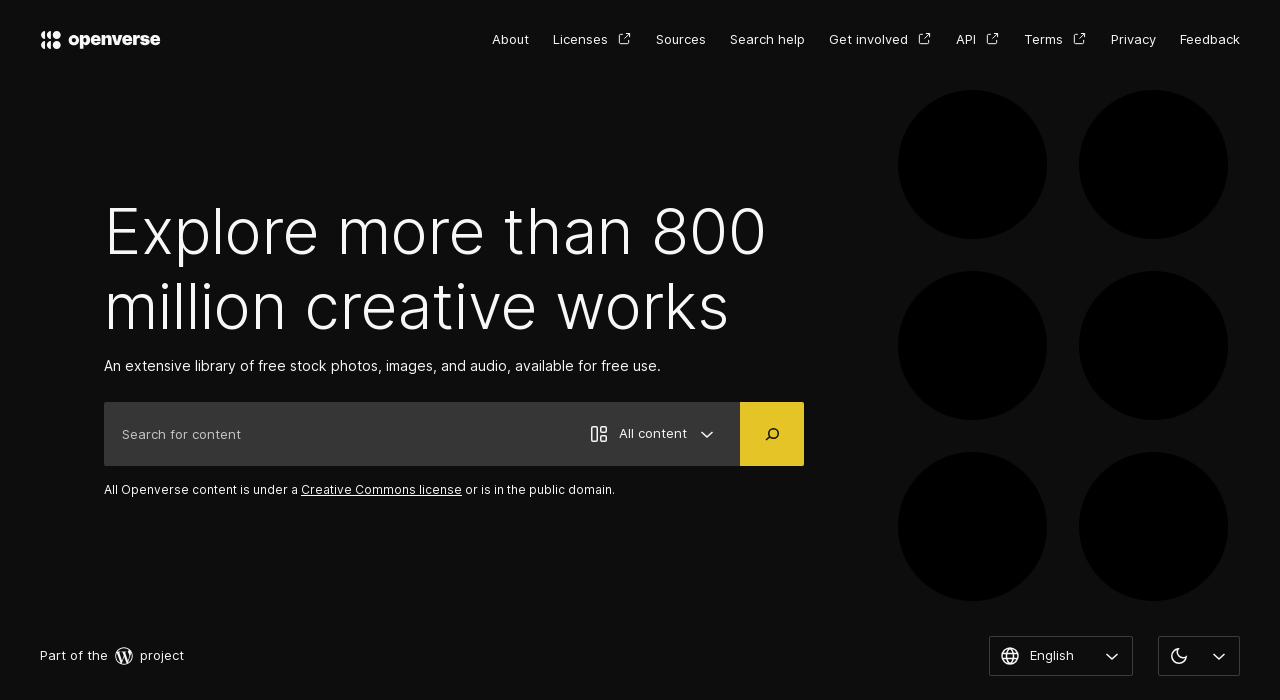 openverse
About
Licenses
Sources
Search help
Get involved
API
Terms
Privacy
Feedback
Explore more than 800
million creative works
An extensive library of free stock photos, images, and audio, available for free use.
Search for content
All content
All Openverse content is under a Creative Commons license or is in the public domain.
Part of the project
English